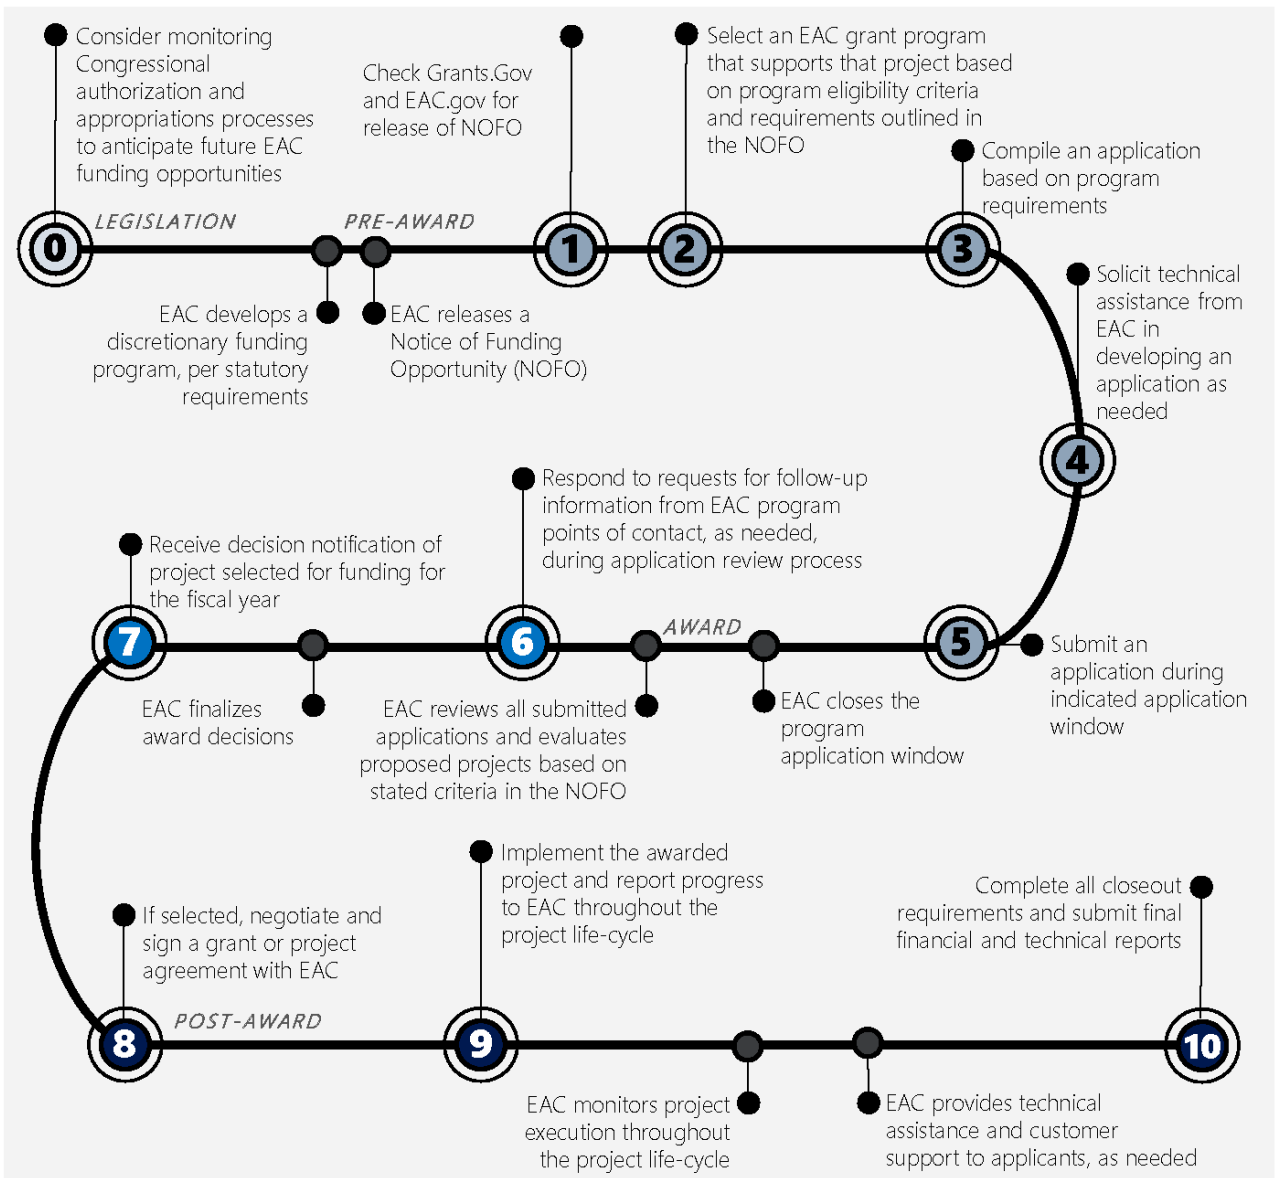 Consider monitoring
Congressional
authorization and
appropriations processes
to anticipate future EAC
funding opportunities
Check Grants.Gov
and EAC.gov for
release of NOFO
Select an EAC grant program
that supports that project based
on program eligibility criteria
and requirements outlined in
the NOFO
Compile an application
based on program
requirements
LEGISLATION
PRE-AWARD
0
1
2
3
EAC develops a
discretionary funding
program, per statutory
requirements
EAC releases a
Notice of Funding
Opportunity (NOFO)
Solicit technical
assistance from
EAC in
developing an
application as
needed
4
Respond to requests for follow-up
information from EAC program
points of contact, as needed,
during application review process
Receive decision notification of
project selected for funding for
the fiscal year
AWARD
7
6
5
Submit an
application during
indicated application
window
EAC finalizes
award decisions
EAC reviews all submitted
applications and evaluates
proposed projects based on
stated criteria in the NOFO
EAC closes the
program
application window
If selected, negotiate and
sign a grant or project
agreement with EAC
Implement the awarded
project and report progress
to EAC throughout the
project life-cycle
Complete all closeout
requirements and submit final
financial and technical reports
POST-AWARD
8
9
10
EAC monitors project
execution throughout
the project life-cycle
EAC provides technical
assistance and customer
support to applicants, as needed